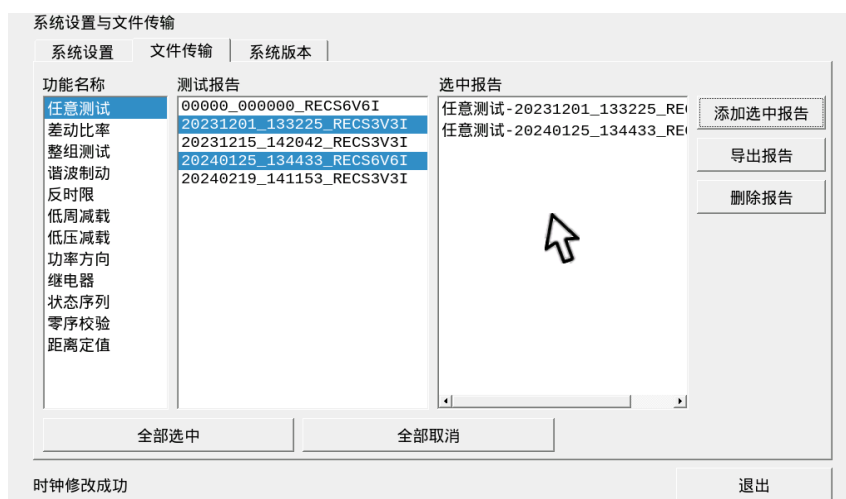 系统设置与文件传输
系统设置 文件传输 系统版本
功能名称 测试报告 选中报告
任意测试
差动比率
整组测试
谐波制动
反时限
低周减载
低压减载
功率方向
继电器
状态序列
零序校验
距离定值
00000_000000_RECS6V6I
20231201_133225_RECS3V3I
20231215_142042_RECS3V3I
20240125_134433_RECS6V6I
20240219_141153_RECS3V3I
任意测试-20231201_133225_RE
任意测试-20240125_134433_RE
添加选中报告
导出报告
删除报告
全部选中 全部取消
时钟修改成功 退出